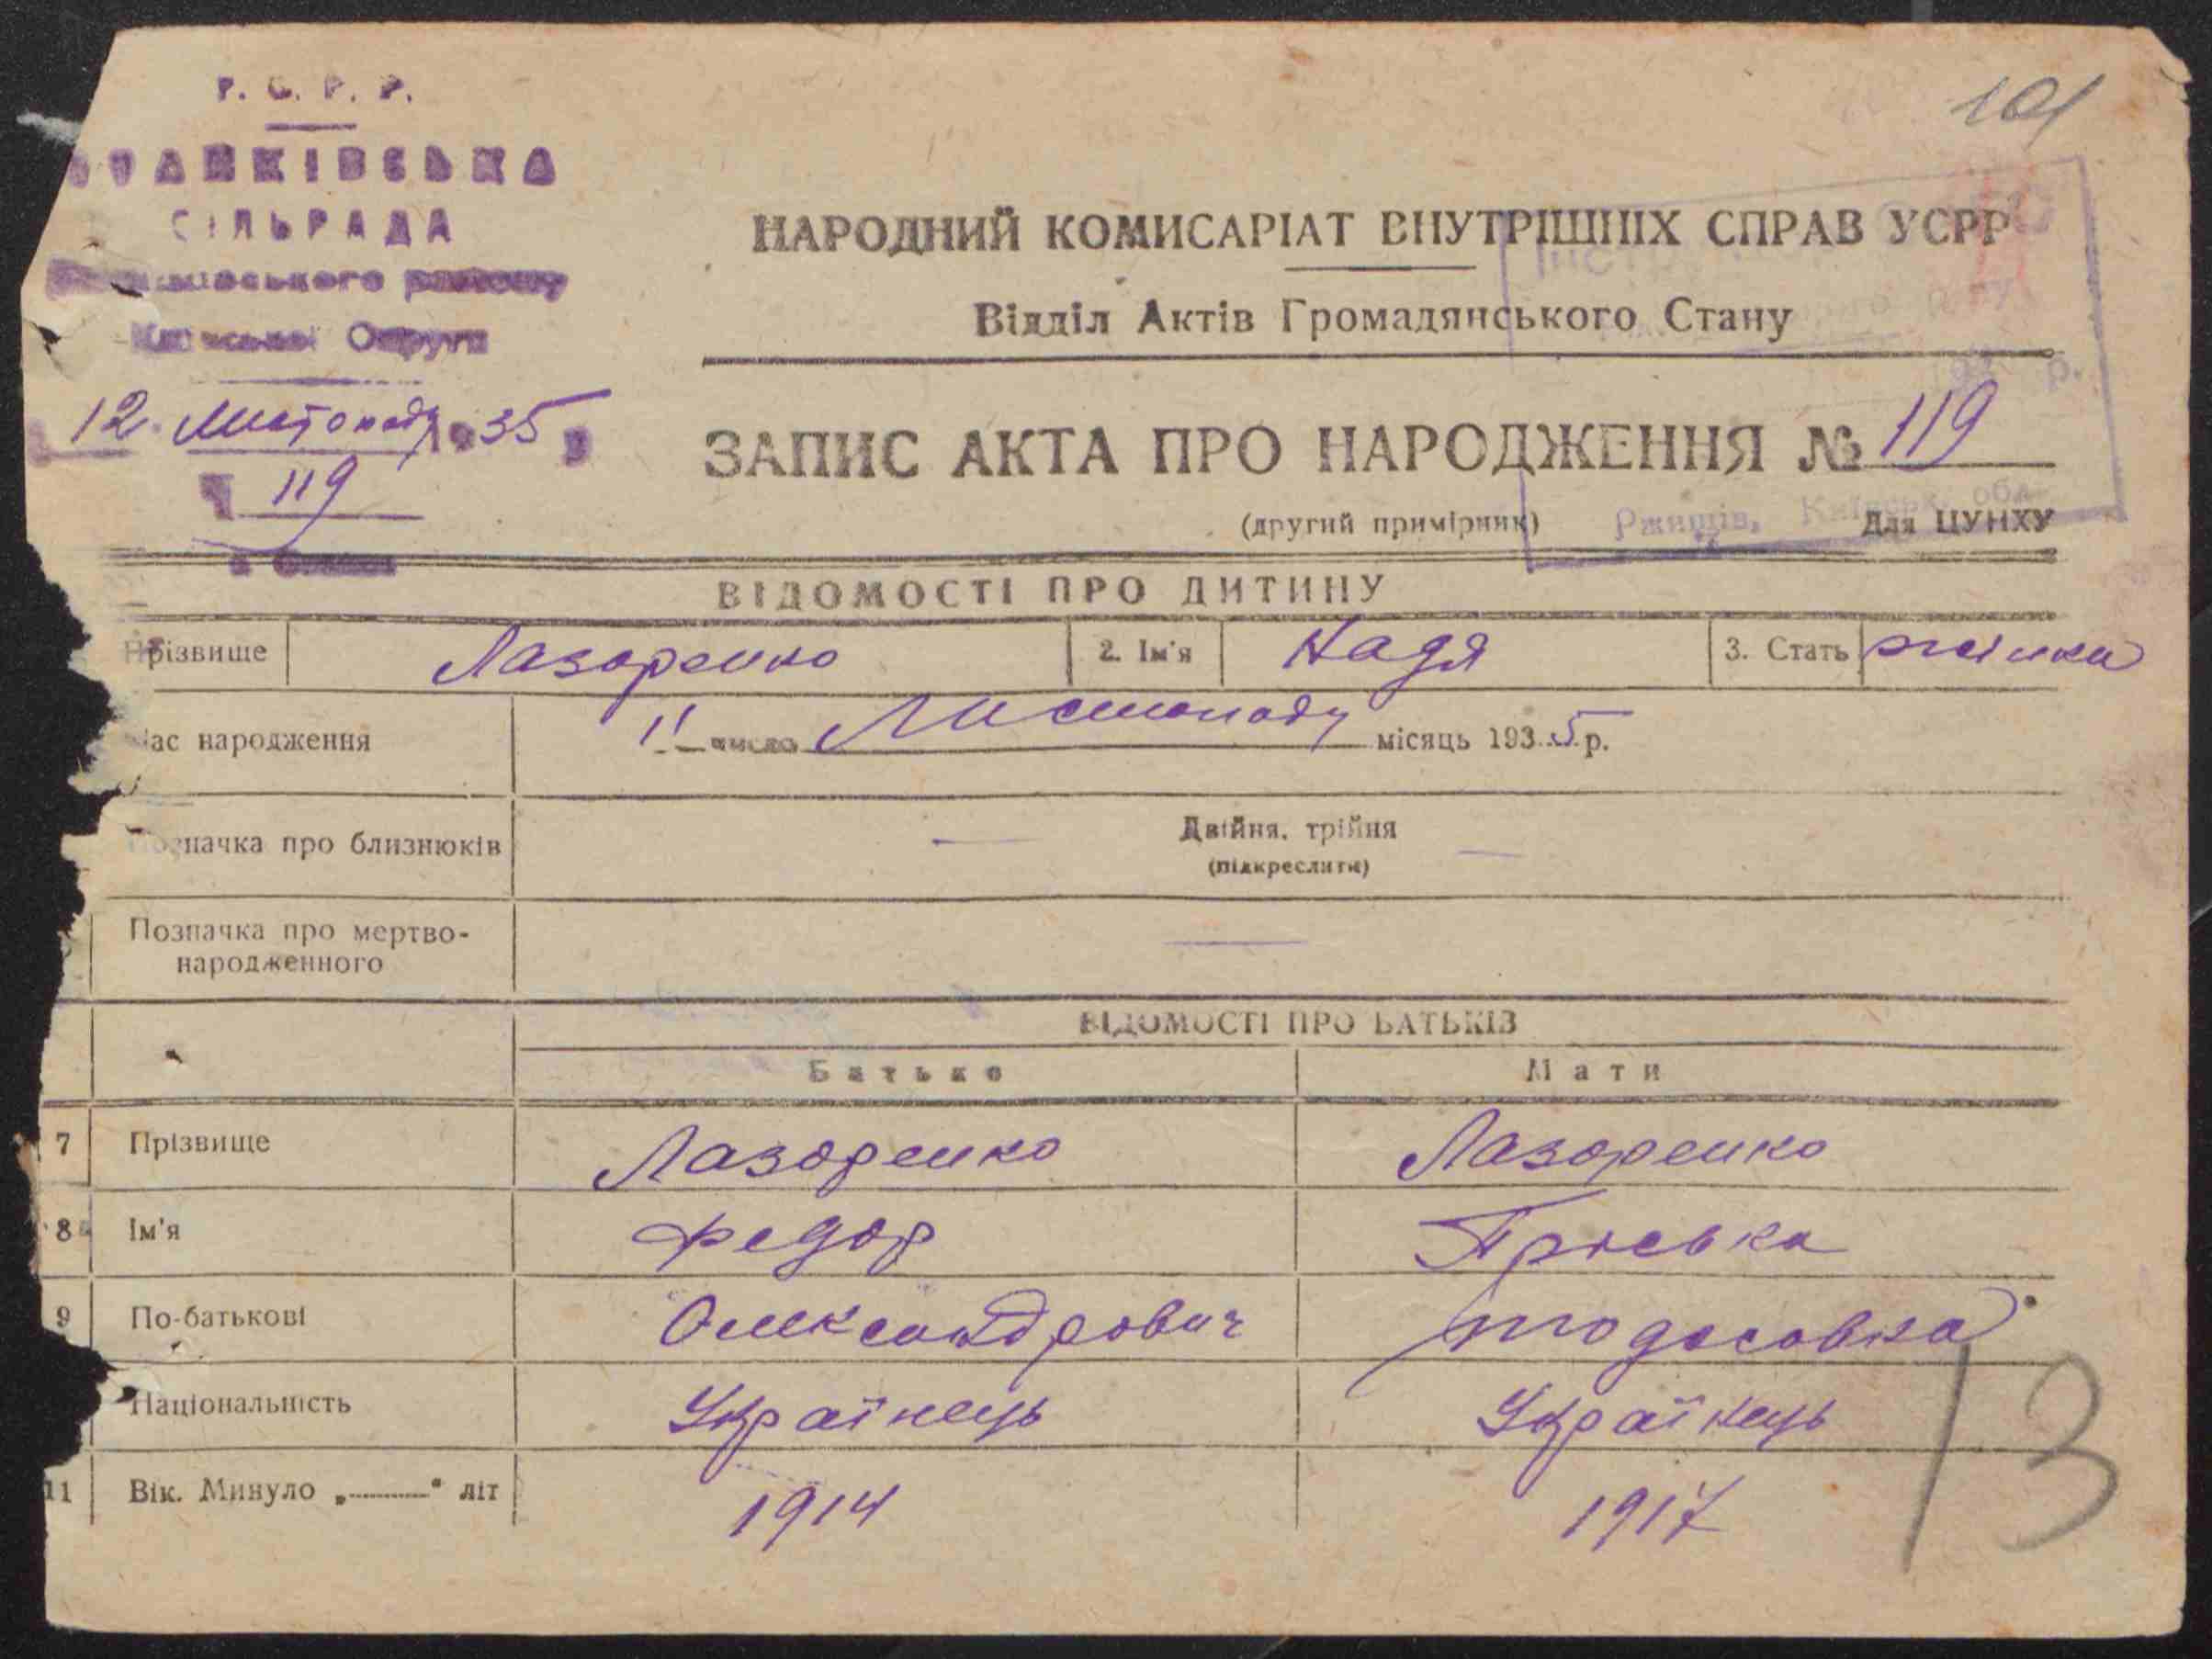 Р. С. Р. Р.
СІЛЬРАДА
Округи
12 Листопаду 1935 р
119
101
НАРОДНИЙ КОМИСАРІАТ ВНУТРІШНІХ СПРАВ УСРР
Відділ Актів Громадянського Стану
ЗАПИС АКТА ПРО НАРОДЖЕННЯ № 119
(другий примірник) Для ЦУНХУ
Ржищів, Київськ. обл.
ВІДОМОСТІ ПРО ДИТИНУ
Прізвище Лазоренко 2. Ім'я Надя 3. Стать жінка
Час народження 11 число Листопаду місяць 1935 р.
Позначка про близнюків — Двійня, трійня —
(підкреслити)
Позначка про мертво-
народженного —
ВІДОМОСТІ ПРО БАТЬКІВ
Батько Мати
7 Прізвище Лазоренко Лазоренко
8 Ім'я Федор Пріська
9 По-батькові Олександрович Тодосовна
Національність Українець Українець
11 Вік. Минуло „ “ літ 1914 1917
13